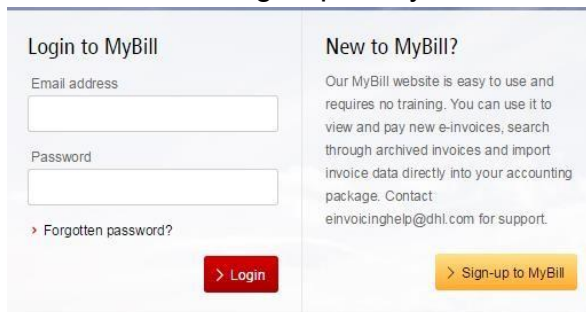 Login to MyBill
Email address
Password
> Forgotten password?
> Login
New to MyBill?
Our MyBill website is easy to use and
requires no training. You can use it to
view and pay new e-invoices, search
through archived invoices and import
invoice data directly into your accounting
package. Contact
einvoicinghelp@dhl.com for support.
> Sign-up to MyBill